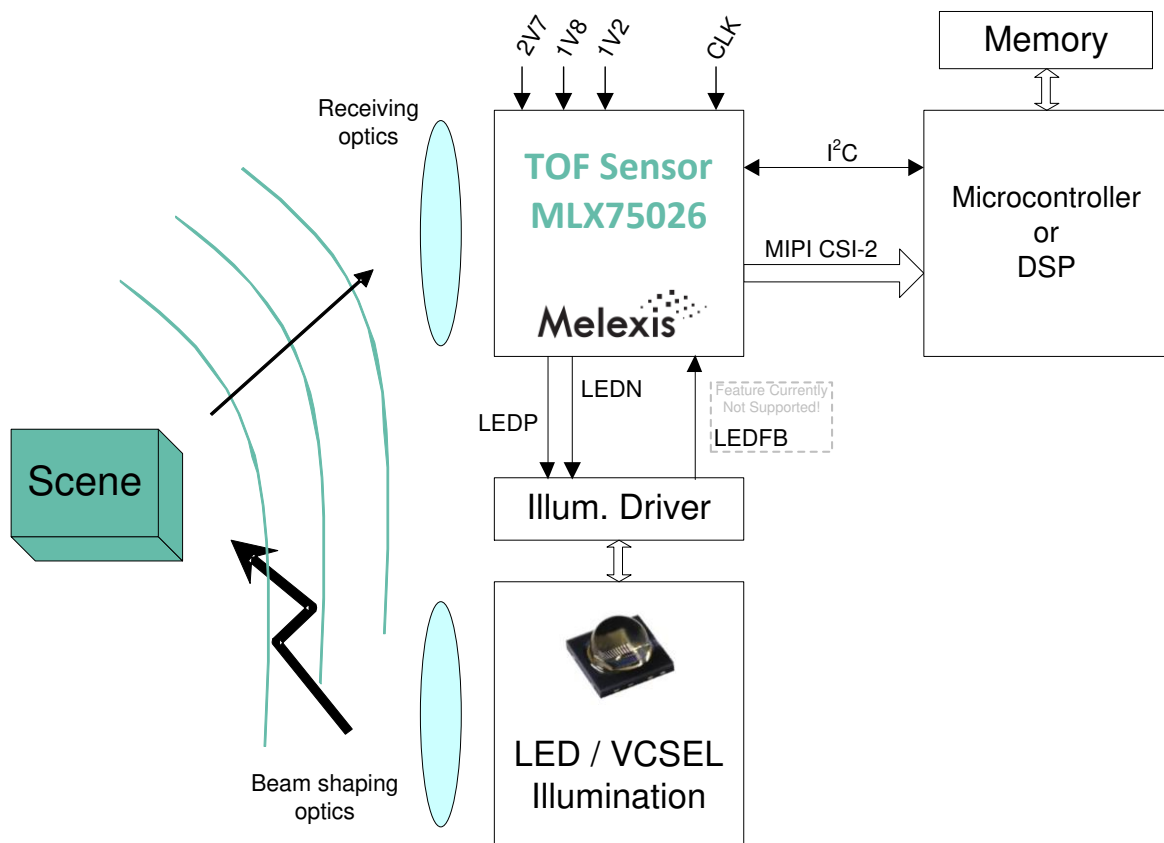 2V7
1V8
1V2
CLK
Memory
Receiving
optics
TOF Sensor
MLX75026
Melexis
I²C
MIPI CSI-2
Microcontroller
or
DSP
LEDP
LEDN
Feature Currently
Not Supported!
LEDFB
Scene
Illum. Driver
Beam shaping
optics
LED / VCSEL
Illumination